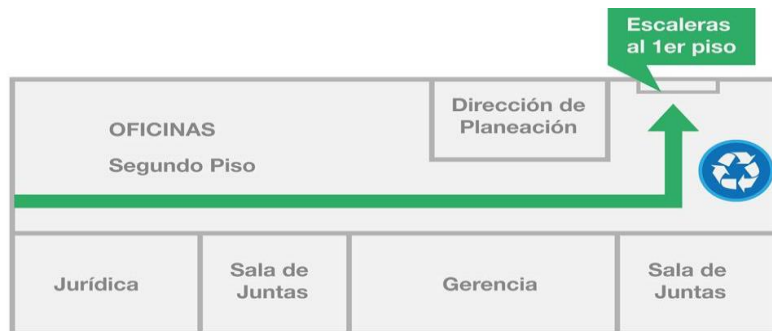 Escaleras
al 1er piso
OFICINAS
Segundo Piso
Dirección de
Planeación
Jurídica
Sala de
Juntas
Gerencia
Sala de
Juntas